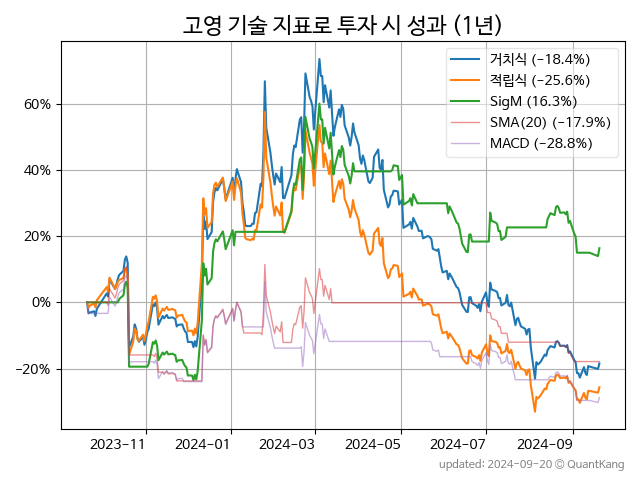 고영 기술 지표로 투자 시 성과 (1년)
거치식 (−18.4%)
적립식 (−25.6%)
SigM (16.3%)
SMA(20) (−17.9%)
MACD (−28.8%)
60%
40%
20%
0%
−20%
2023−11 2024−01 2024−03 2024−05 2024−07 2024−09
updated: 2024−09−20 @ QuantKang